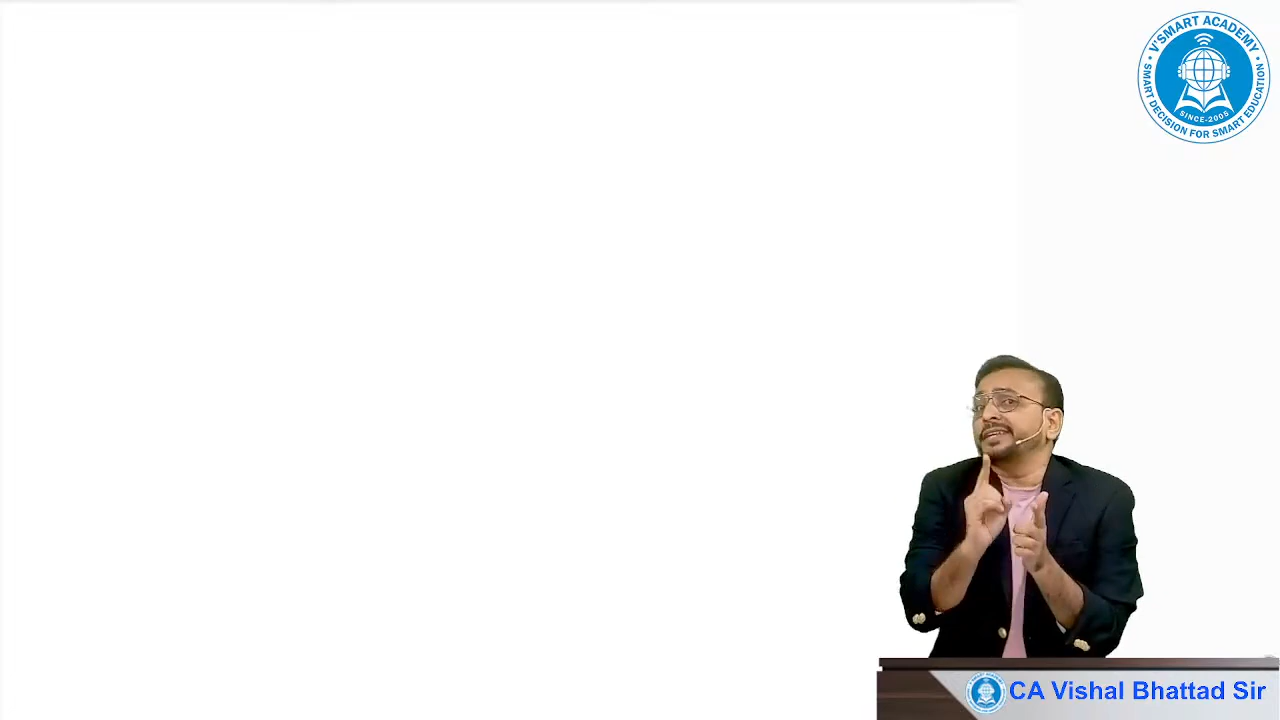 V'SMART ACADEMY
SMART DECISION FOR SMART EDUCATION
SINCE-2005
CA Vishal Bhattad Sir